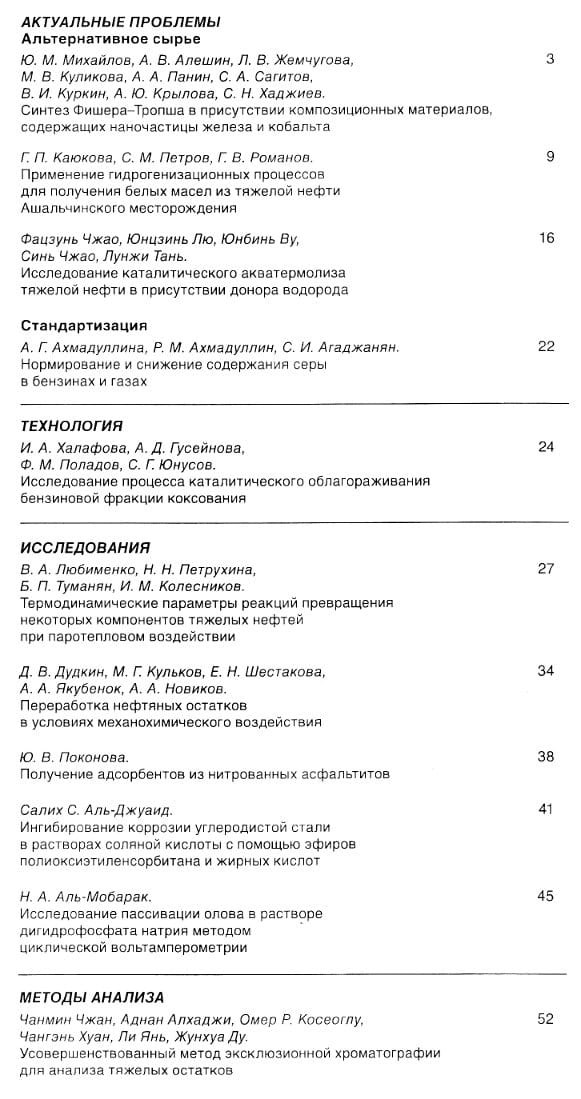 АКТУАЛЬНЫЕ ПРОБЛЕМЫ
Альтернативное сырье
Ю. М. Михайлов, А. В. Алешин, Л. В. Жемчугова, 3
М. В. Куликова, А. А. Панин, С. А. Сагитов,
В. И. Куркин, А. Ю. Крылова, С. Н. Хаджиев.
Синтез Фишера–Тропша в присутствии композиционных материалов,
содержащих наночастицы железа и кобальта
Г. П. Каюкова, С. М. Петров, Г. В. Романов. 9
Применение гидрогенизационных процессов
для получения белых масел из тяжелой нефти
Ашальчинского месторождения
Фацзунь Чжао, Юнцзинь Лю, Юнбинь Ву, 16
Синь Чжао, Лунжи Тань.
Исследование каталитического акватермолиза
тяжелой нефти в присутствии донора водорода
Стандартизация
А. Г. Ахмадуллина, Р. М. Ахмадуллин, С. И. Агаджанян. 22
Нормирование и снижение содержания серы
в бензинах и газах
ТЕХНОЛОГИЯ
И. А. Халафова, А. Д. Гусейнова, 24
Ф. М. Поладов, С. Г. Юнусов.
Исследование процесса каталитического облагораживания
бензиновой фракции коксования
ИССЛЕДОВАНИЯ
В. А. Любименко, Н. Н. Петрухина, 27
Б. П. Туманян, И. М. Колесников.
Термодинамические параметры реакций превращения
некоторых компонентов тяжелых нефтей
при паротепловом воздействии
Д. В. Дудкин, М. Г. Кульков, Е. Н. Шестакова, 34
А. А. Якубенок, А. А. Новиков.
Переработка нефтяных остатков
в условиях механохимического воздействия
Ю. В. Поконова. 38
Получение адсорбентов из нитрованных асфальтитов
Салих С. Аль-Джуаид. 41
Ингибирование коррозии углеродистой стали
в растворах соляной кислоты с помощью эфиров
полиоксиэтиленсорбитана и жирных кислот
Н. А. Аль-Мобарак. 45
Исследование пассивации олова в растворе
дигидрофосфата натрия методом
циклической вольтамперометрии
МЕТОДЫ АНАЛИЗА
Чанмин Чжан, Аднан Алхаджи, Омер Р. Косеоглу, 52
Чангэнь Хуан, Ли Янь, Жунхуа Ду.
Усовершенствованный метод эксклюзионной хроматографии
для анализа тяжелых остатков